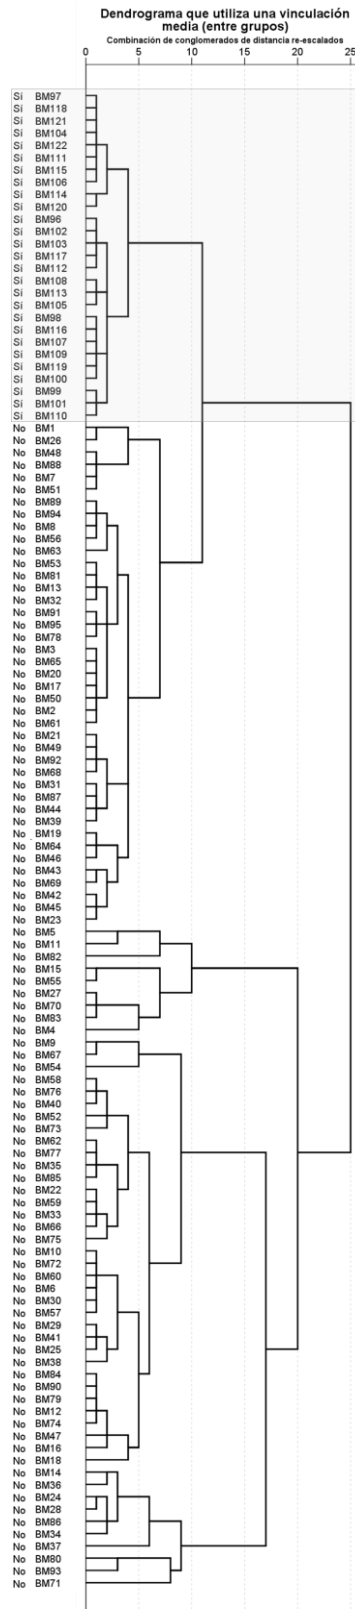 Dendrograma que utiliza una vinculación
media (entre grupos)
Combinación de conglomerados de distancia re-escalados
0 5 10 15 20 25
Si BM97
Si BM118
Si BM121
Si BM104
Si BM122
Si BM111
Si BM115
Si BM106
Si BM114
Si BM120
Si BM96
Si BM102
Si BM103
Si BM117
Si BM112
Si BM108
Si BM113
Si BM105
Si BM98
Si BM116
Si BM107
Si BM109
Si BM119
Si BM100
Si BM99
Si BM101
Si BM110
No BM1
No BM26
No BM48
No BM88
No BM7
No BM51
No BM89
No BM94
No BM8
No BM56
No BM63
No BM53
No BM81
No BM13
No BM32
No BM91
No BM95
No BM78
No BM3
No BM65
No BM20
No BM17
No BM50
No BM2
No BM61
No BM21
No BM49
No BM92
No BM68
No BM31
No BM87
No BM44
No BM39
No BM19
No BM64
No BM46
No BM43
No BM69
No BM42
No BM45
No BM23
No BM5
No BM11
No BM82
No BM15
No BM55
No BM27
No BM70
No BM83
No BM4
No BM9
No BM67
No BM54
No BM58
No BM76
No BM40
No BM52
No BM73
No BM62
No BM77
No BM35
No BM85
No BM22
No BM59
No BM33
No BM66
No BM75
No BM10
No BM72
No BM60
No BM6
No BM30
No BM57
No BM29
No BM41
No BM25
No BM38
No BM84
No BM90
No BM79
No BM12
No BM74
No BM47
No BM16
No BM18
No BM14
No BM36
No BM24
No BM28
No BM86
No BM34
No BM37
No BM80
No BM93
No BM71